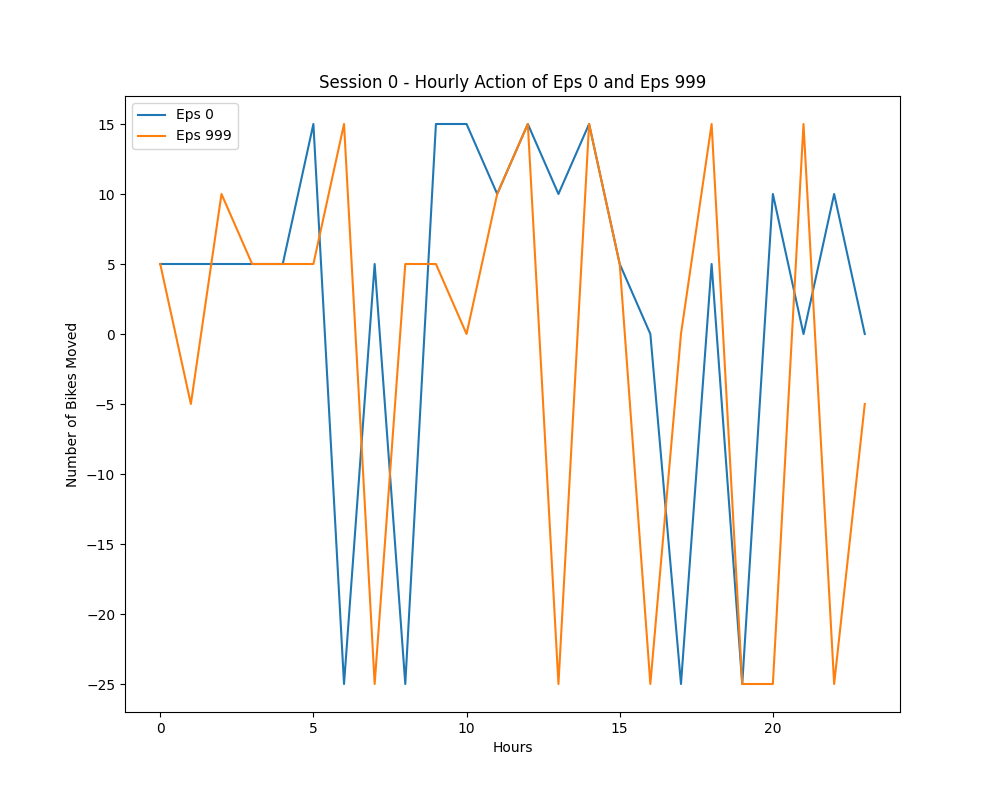 Session 0 - Hourly Action of Eps 0 and Eps 999
Eps 0
Eps 999
15
10
5
0
−5
−10
−15
−20
−25
Number of Bikes Moved
0 5 10 15 20
Hours